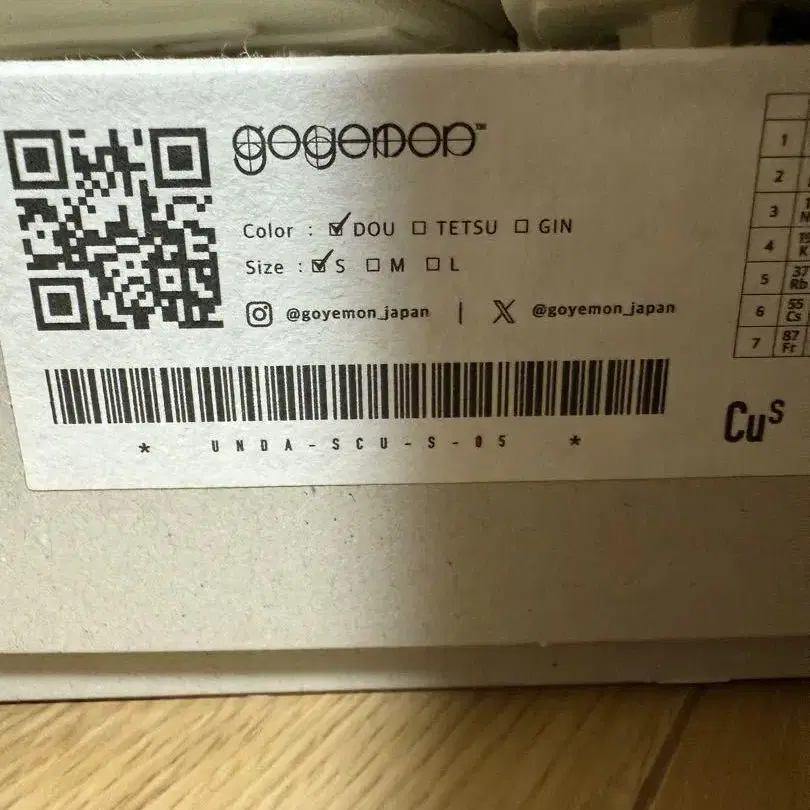 goyemon™
Color : ☑ DOU ☐ TETSU ☐ GIN
Size : ☑ S ☐ M ☐ L
@goyemon_japan | X @goyemon_japan
* UNDA-SCU-S-05 *
1
2
3
4
K
5 37
Rb
6 55
Cs
7 87
Fr
Cuˢ